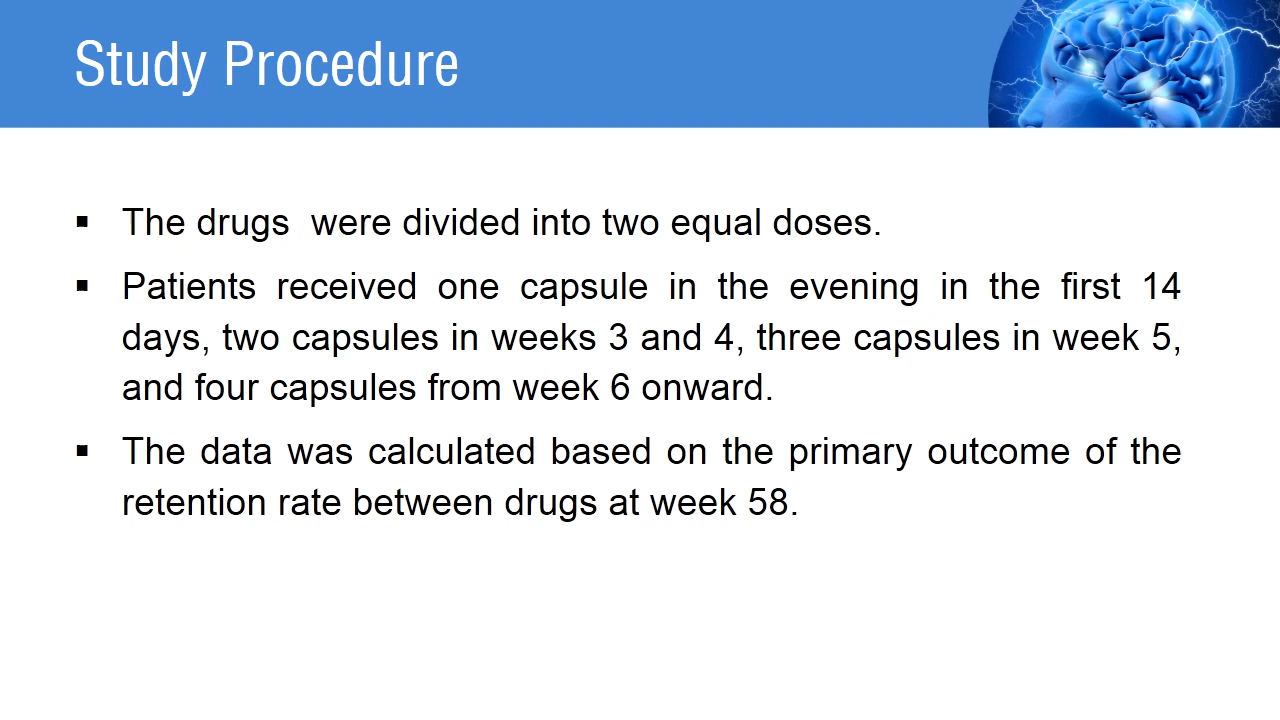 Study Procedure
▪ The drugs  were divided into two equal doses.
▪ Patients received one capsule in the evening in the first 14
days, two capsules in weeks 3 and 4, three capsules in week 5,
and four capsules from week 6 onward.
▪ The data was calculated based on the primary outcome of the
retention rate between drugs at week 58.